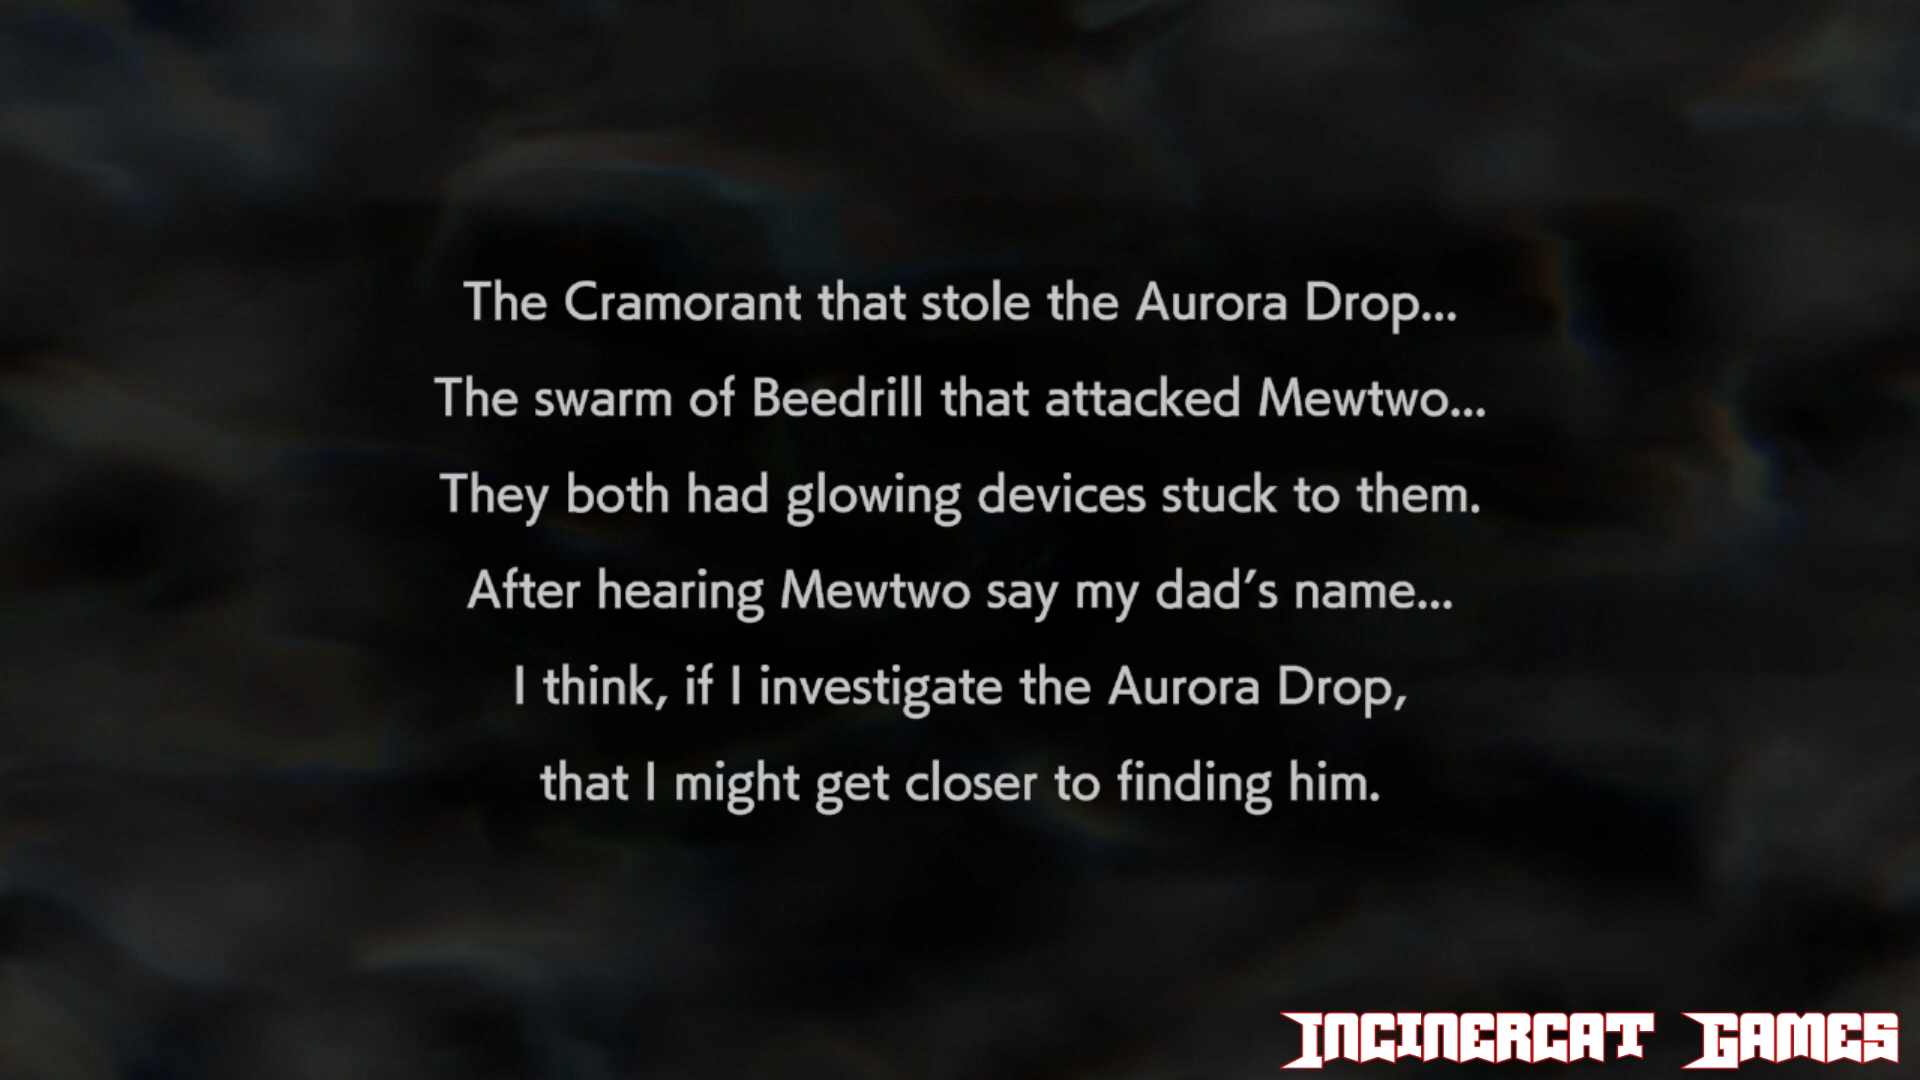 The Cramorant that stole the Aurora Drop...
The swarm of Beedrill that attacked Mewtwo...
They both had glowing devices stuck to them.
After hearing Mewtwo say my dad's name...
I think, if I investigate the Aurora Drop,
that I might get closer to finding him.
INCINERCAT GAMES